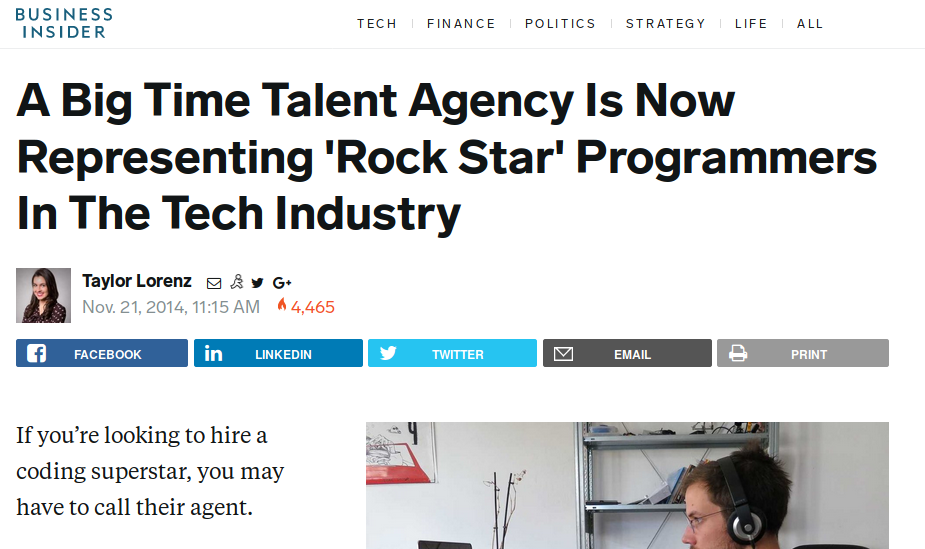 BUSINESS
INSIDER
TECH
FINANCE
POLITICS
STRATEGY
LIFE
ALL
A Big Time Talent Agency Is Now
Representing 'Rock Star' Programmers
In The Tech Industry
Taylor Lorenz
G+
Nov. 21, 2014, 11:15 AM 4,465
FACEBOOK
LINKEDIN
TWITTER
EMAIL
PRINT
If you’re looking to hire a
coding superstar, you may
have to call their agent.